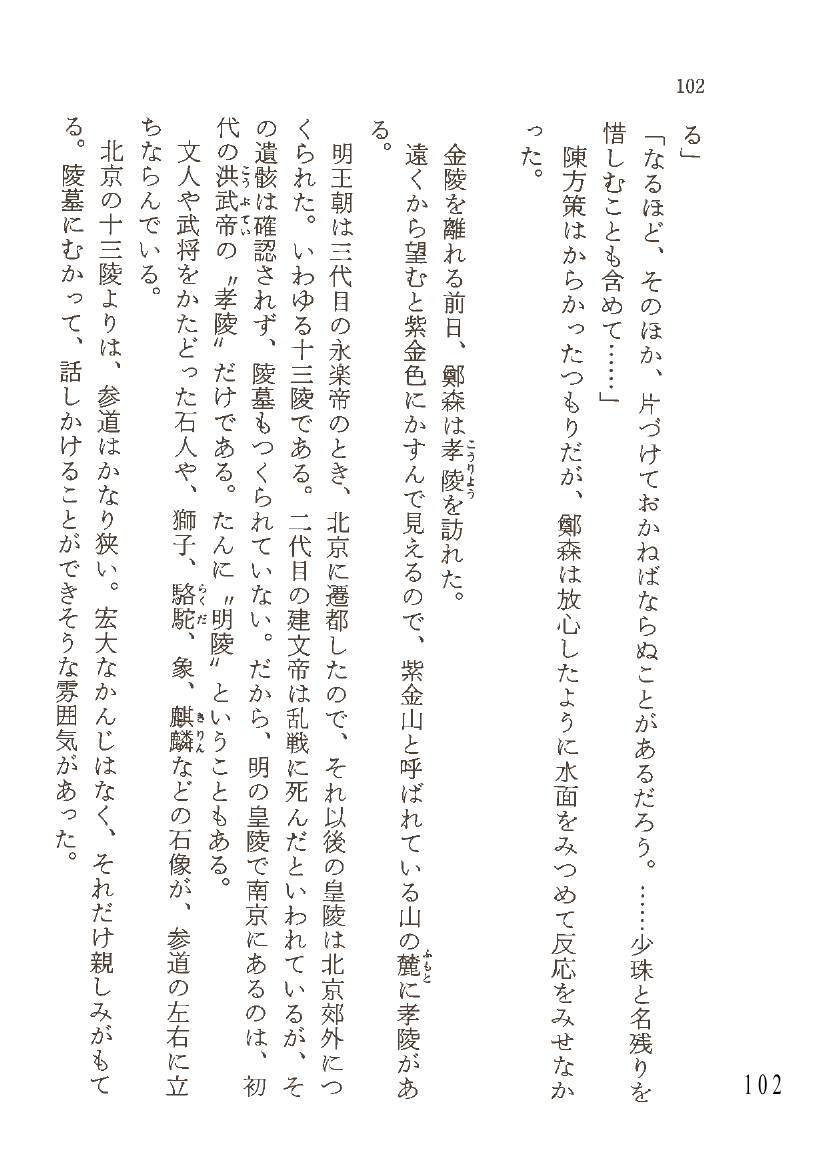 102
る」
「なるほど、そのほか、片づけておかねばならぬことがあるだろう。……少珠と名残りを
惜しむことも含めて……」
陳方策はからかったつもりだが、鄭森は放心したように水面をみつめて反応をみせなか
った。
金陵を離れる前日、鄭森は孝陵こうりようを訪れた。
遠くから望むと紫金色にかすんで見えるので、紫金山と呼ばれている山の麓ふもとに孝陵があ
る。
明王朝は三代目の永楽帝のとき、北京に遷都したので、それ以後の皇陵は北京郊外につ
くられた。いわゆる十三陵である。二代目の建文帝は乱戦に死んだといわれているが、そ
の遺骸は確認されず、陵墓もつくられていない。だから、明の皇陵で南京にあるのは、初
代の洪武帝こうぶていの〝孝陵〟だけである。たんに〝明陵〟ということもある。
文人や武将をかたどった石人や、獅子、駱駝らくだ、象、麒麟きりんなどの石像が、参道の左右に立
ちならんでいる。
北京の十三陵よりは、参道はかなり狭い。宏大なかんじはなく、それだけ親しみがもて
る。陵墓にむかって、話しかけることができそうな雰囲気があった。
102